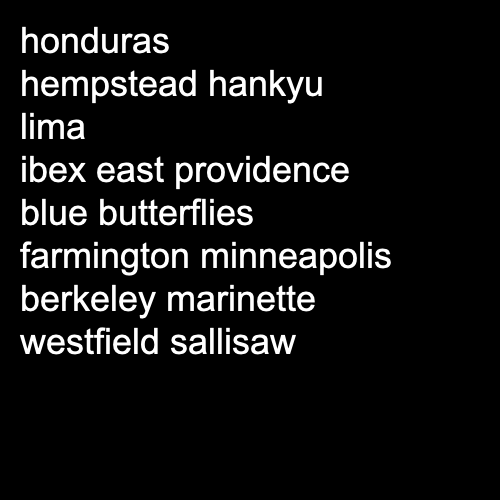 honduras
hempstead hankyu
lima
ibex east providence
blue butterflies
farmington minneapolis
berkeley marinette
westfield sallisaw